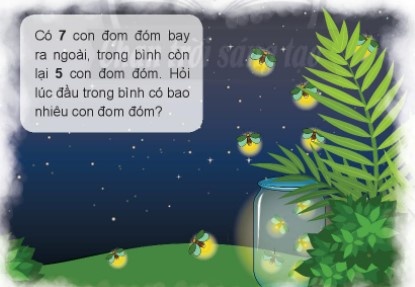 Có 7 con đom đóm bay
ra ngoài, trong bình còn
lại 5 con đom đóm. Hỏi
lúc đầu trong bình có bao
nhiêu con đom đóm?